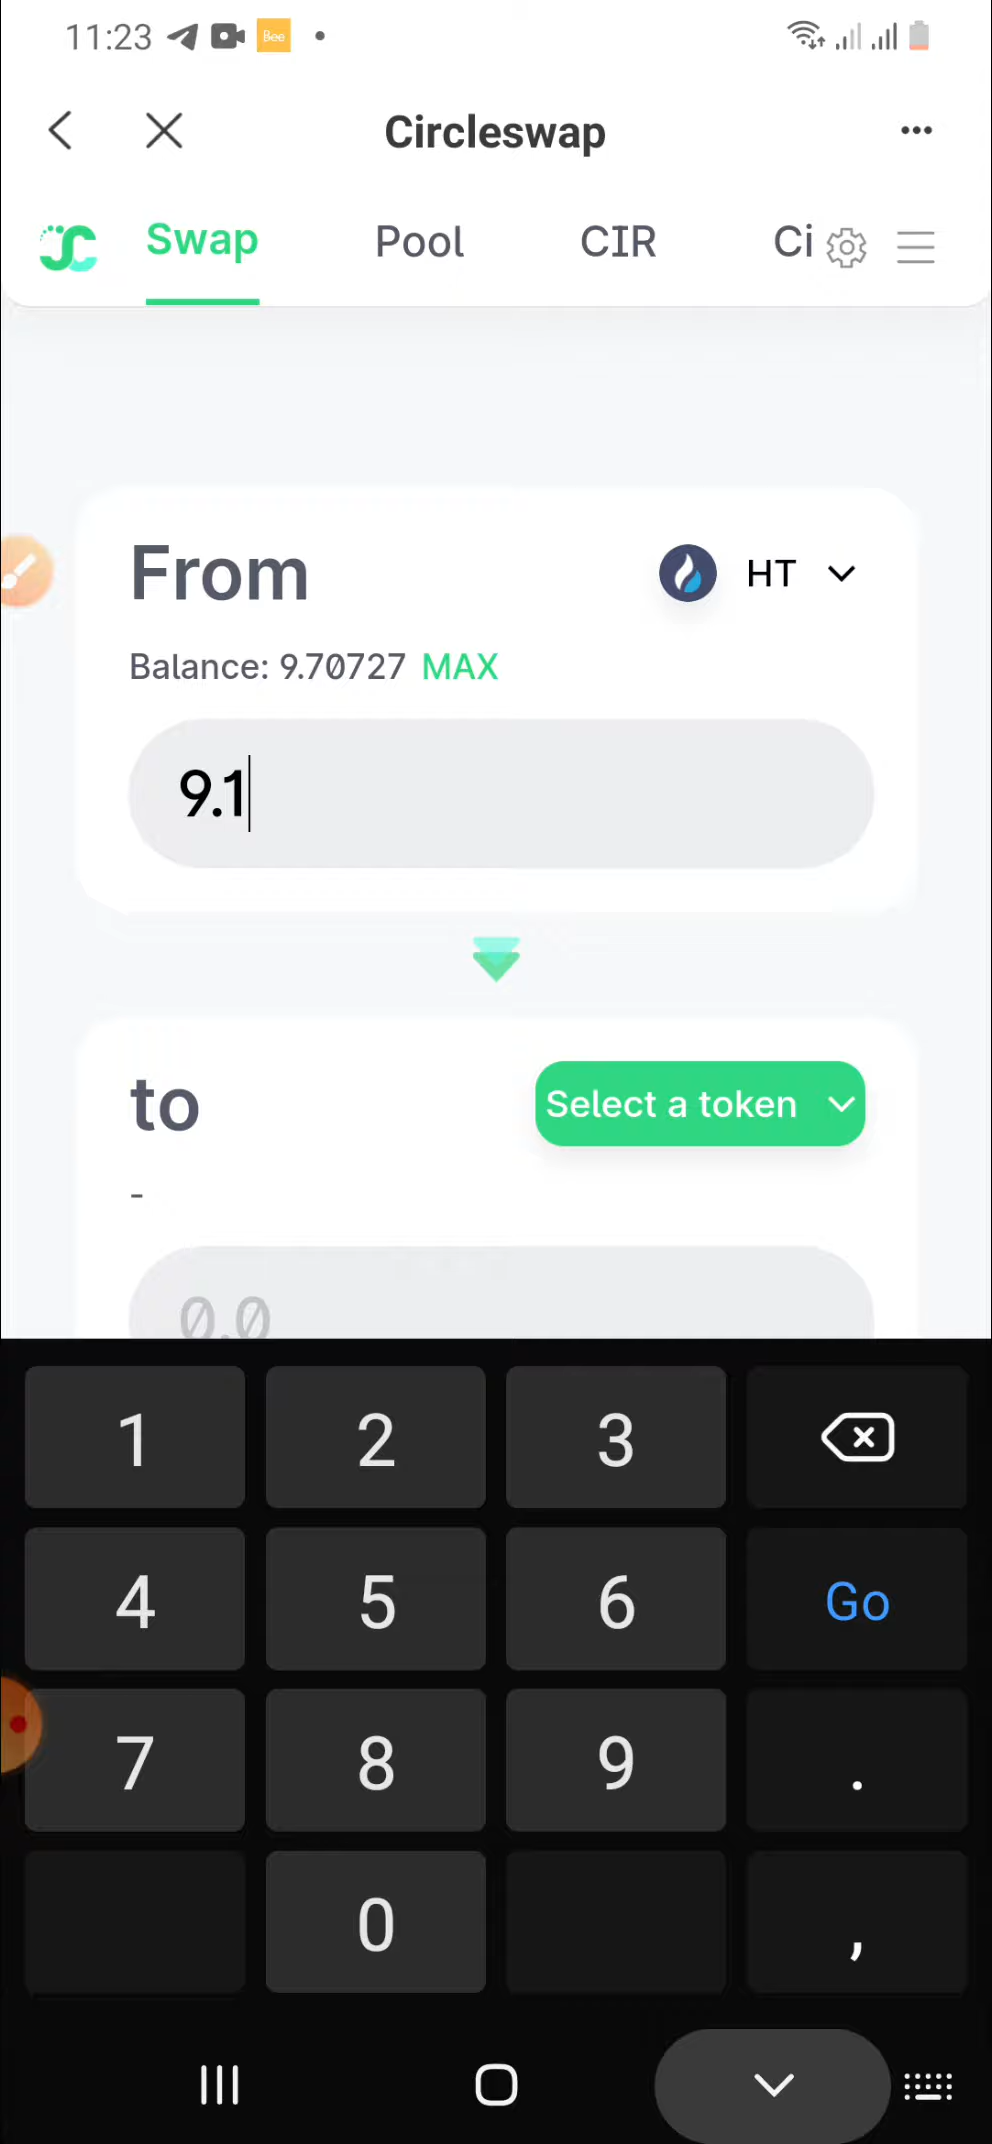 11:23 Bee
Circleswap
Swap Pool CIR Ci
From HT
Balance: 9.70727 MAX
9.1
to Select a token
-
0.0
1 2 3
4 5 6 Go
7 8 9 .
0 ,